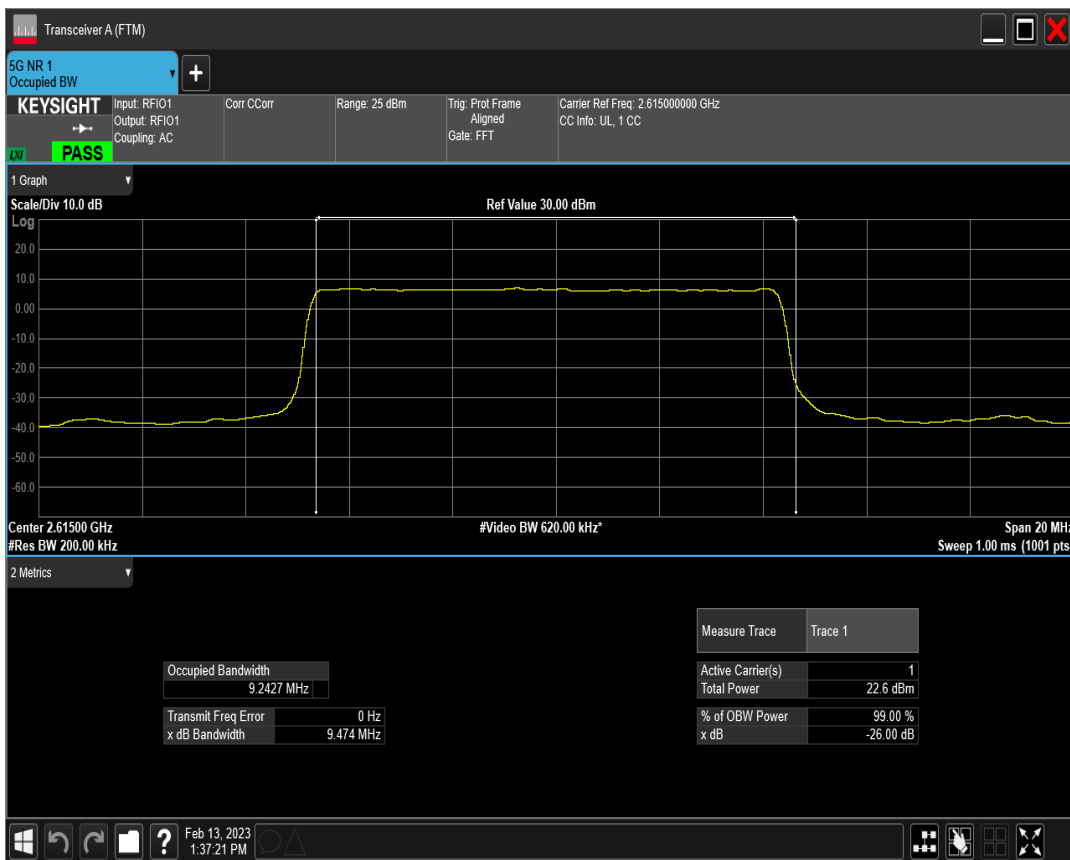 Transceiver A (FTM)
5G NR 1
Occupied BW
+
KEYSIGHT
LXI
PASS
Input: RFIO1
Output: RFIO1
Coupling: AC
Corr CCorr
Range: 25 dBm
Trig: Prot Frame
Aligned
Gate: FFT
Carrier Ref Freq: 2.615000000 GHz
CC Info: UL, 1 CC
1 Graph
Scale/Div 10.0 dB
Ref Value 30.00 dBm
Log
20.0
10.0
0.00
-10.0
-20.0
-30.0
-40.0
-50.0
-60.0
Center 2.61500 GHz
#Video BW 620.00 kHz*
Span 20 MHz
#Res BW 200.00 kHz
Sweep 1.00 ms (1001 pts
2 Metrics
Measure Trace Trace 1
Occupied Bandwidth
9.2427 MHz
Active Carrier(s) 1
Total Power 22.6 dBm
Transmit Freq Error 0 Hz
x dB Bandwidth 9.474 MHz
% of OBW Power 99.00 %
x dB -26.00 dB
?
Feb 13, 2023
1:37:21 PM